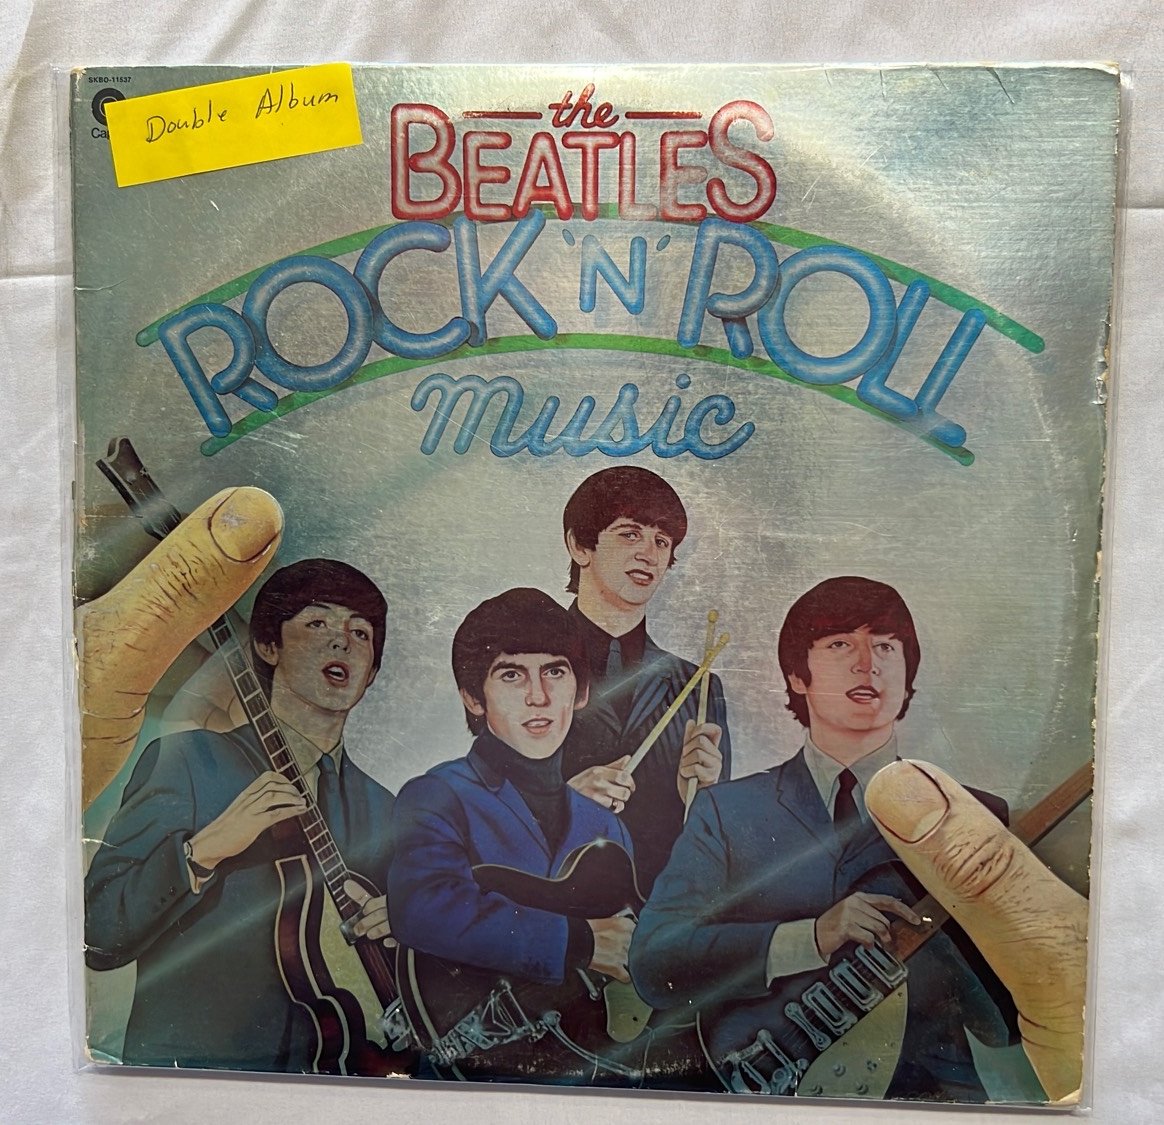 SKBO-11537
Double Album
the
BEATLES
ROCK 'N' ROLL
music